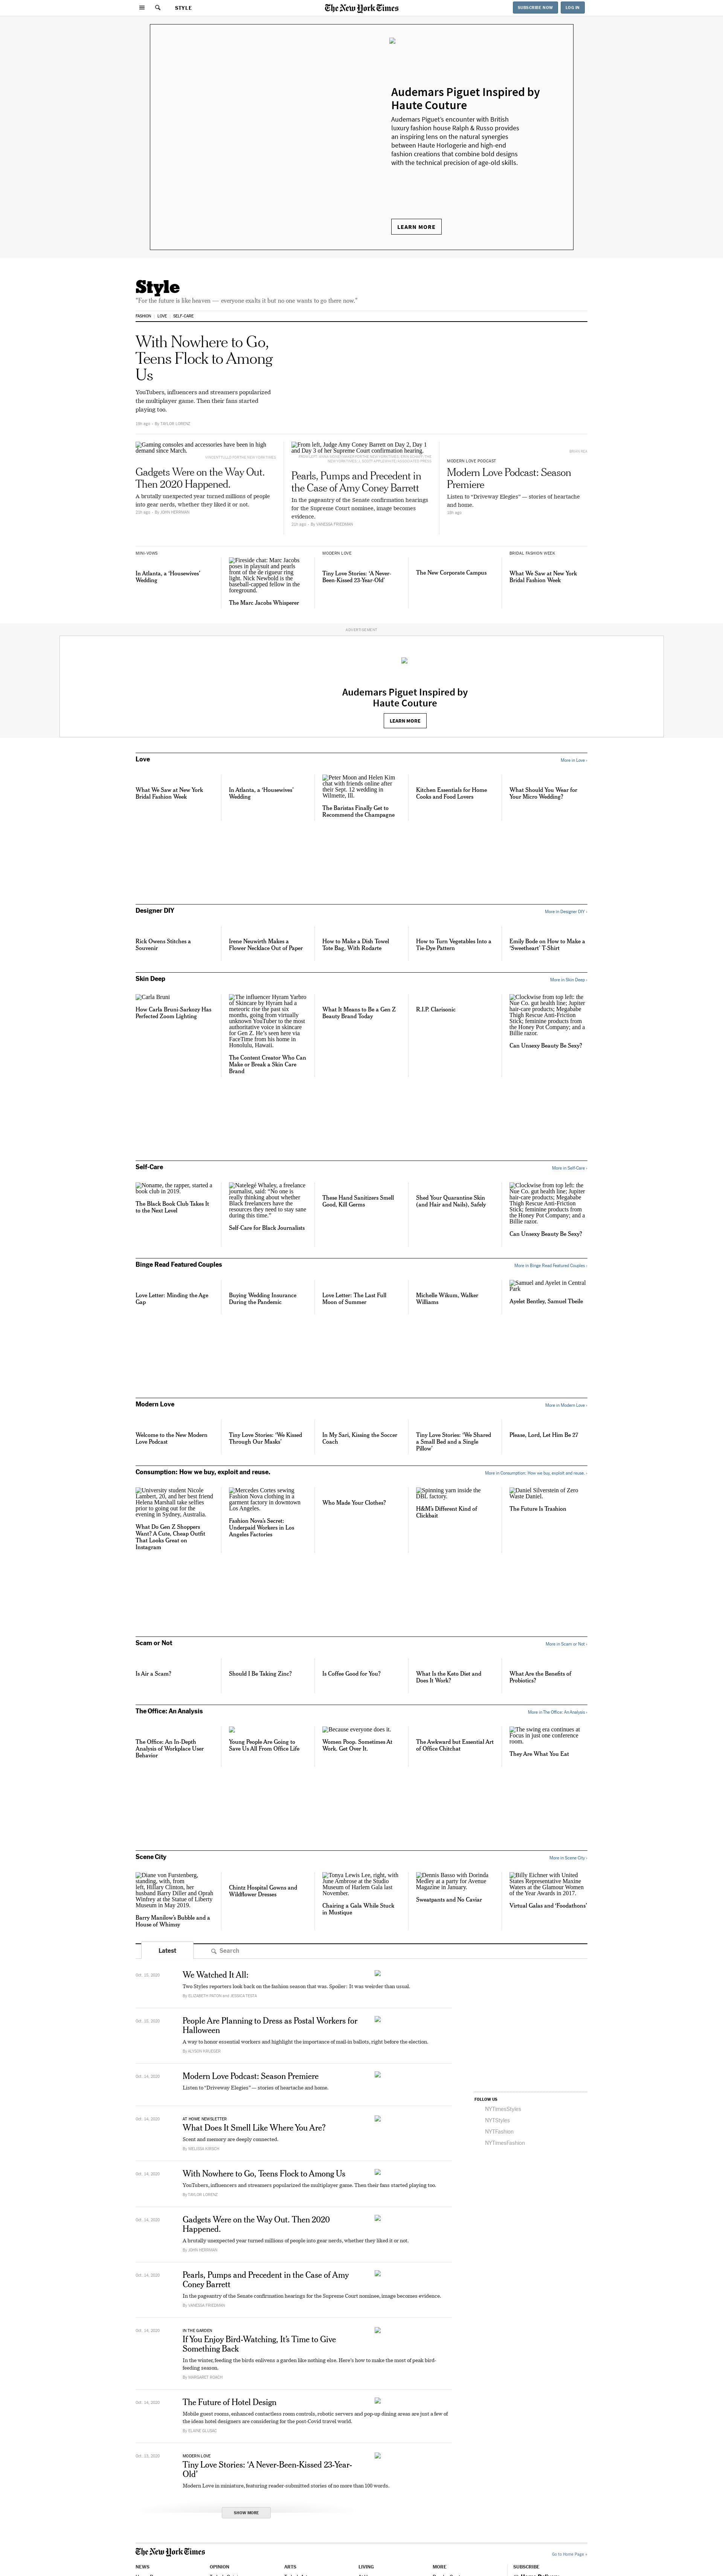 STYLE
The New York Times
SUBSCRIBE NOW
LOG IN
Audemars Piguet Inspired by
Haute Couture
Audemars Piguet's encounter with British
luxury fashion house Ralph & Russo provides
an inspiring lens on the natural synergies
between Haute Horlogerie and high-end
fashion creations that combine bold designs
with the technical precision of age-old skills.
LEARN MORE
Style
"For the future is like heaven — everyone exalts it but no one wants to go there now."
FASHION
LOVE
SELF-CARE
With Nowhere to Go,
Teens Flock to Among
Us
YouTubers, influencers and streamers popularized
the multiplayer game. Then their fans started
playing too.
19h ago · By TAYLOR LORENZ
Gaming consoles and accessories have been in high
demand since March.
Gadgets Were on the Way Out.
Then 2020 Happened.
A brutally unexpected year turned millions of people
into gear nerds, whether they liked it or not.
21h ago · By JOHN HERRMAN
From left, Judge Amy Coney Barrett on Day 2, Day 1
and Day 3 of her Supreme Court confirmation hearing.
Pearls, Pumps and Precedent in
the Case of Amy Coney Barrett
In the pageantry of the Senate confirmation hearings
for the Supreme Court nominee, image becomes
evidence.
21h ago · By VANESSA FRIEDMAN
BRIAN REA
MODERN LOVE PODCAST
Modern Love Podcast: Season
Premiere
Listen to "Driveway Elegies" — stories of heartache
and home.
18h ago
MINI-VOWS
In Atlanta, a 'Housewives'
Wedding
Fireside chat: Marc Jacobs
poses in playsuit and pearls
front of the de rigueur ring
light. Nick Newbold is the
baseball-capped fellow in the
foreground.
The Marc Jacobs Whisperer
MODERN LOVE
Tiny Love Stories: 'A Never-
Been-Kissed 23-Year-Old'
The New Corporate Campus
BRIDAL FASHION WEEK
What We Saw at New York
Bridal Fashion Week
ADVERTISEMENT
Audemars Piguet Inspired by
Haute Couture
LEARN MORE
Love
More in Love ›
What We Saw at New York
Bridal Fashion Week
In Atlanta, a 'Housewives'
Wedding
Peter Moon and Helen Kim
chat with friends online after
their Sept. 12 wedding in
Wilmette, Ill.
The Baristas Finally Get to
Recommend the Champagne
Kitchen Essentials for Home
Cooks and Food Lovers
What Should You Wear for
Your Micro Wedding?
Designer DIY
More in Designer DIY ›
Rick Owens Stitches a
Souvenir
Irene Neuwirth Makes a
Flower Necklace Out of Paper
How to Make a Dish Towel
Tote Bag, With Rodarte
How to Turn Vegetables Into a
Tie-Dye Pattern
Emily Bode on How to Make a
'Sweetheart' T-Shirt
Skin Deep
More in Skin Deep ›
Carla Bruni
How Carla Bruni-Sarkozy Has
Perfected Zoom Lighting
The influencer Hyram Yarbro
of Skincare by Hyram had a
meteoric rise the past six
months, going from virtually
unknown YouTuber to the most
authoritative voice in skincare
for Gen Z. He's seen here via
FaceTime from his home in
Honolulu, Hawaii.
The Content Creator Who Can
Make or Break a Skin Care
Brand
What It Means to Be a Gen Z
Beauty Brand Today
R.I.P. Clarisonic
Clockwise from top left: the
Nue Co. gut health line; Jupiter
hair-care products; Megababe
Thigh Rescue Anti-Friction
Stick; feminine products from
the Honey Pot Company; and a
Billie razor.
Can Unsexy Beauty Be Sexy?
Self-Care
More in Self-Care ›
Noname, the rapper, started a
book club in 2019.
The Black Book Club Takes It
to the Next Level
Natelegé Whaley, a freelance
journalist, said: "No one is
really thinking about whether
Black freelancers have the
resources they need to stay sane
during this time."
Self-Care for Black Journalists
These Hand Sanitizers Smell
Good, Kill Germs
Shed Your Quarantine Skin
(and Hair and Nails), Safely
Clockwise from top left: the
Nue Co. gut health line; Jupiter
hair-care products; Megababe
Thigh Rescue Anti-Friction
Stick; feminine products from
the Honey Pot Company; and a
Billie razor.
Can Unsexy Beauty Be Sexy?
Binge Read Featured Couples
More in Binge Read Featured Couples ›
Love Letter: Minding the Age
Gap
Buying Wedding Insurance
During the Pandemic
Love Letter: The Last Full
Moon of Summer
Michelle Wikum, Walker
Williams
Samuel and Ayelet in Central
Park
Ayelet Bentley, Samuel Tbeile
Modern Love
More in Modern Love ›
Welcome to the New Modern
Love Podcast
Tiny Love Stories: 'We Kissed
Through Our Masks'
In My Sari, Kissing the Soccer
Coach
Tiny Love Stories: 'We Shared
a Small Bed and a Single
Pillow'
Please, Lord, Let Him Be 27
Consumption: How we buy, exploit and reuse.
More in Consumption: How we buy, exploit and reuse. ›
University student Nicole
Lambert, 20, and her best friend
Helena Marshall take selfies
prior to going out for the
evening in Sydney, Australia.
What Do Gen Z Shoppers
Want? A Cute, Cheap Outfit
That Looks Great on
Instagram
Mercedes Cortes sewing
Fashion Nova clothing in a
garment factory in downtown
Los Angeles.
Fashion Nova's Secret:
Underpaid Workers in Los
Angeles Factories
Who Made Your Clothes?
Spinning yarn inside the
DBL factory.
H&M's Different Kind of
Clickbait
Daniel Silverstein of Zero
Waste Daniel.
The Future Is Trashion
Scam or Not
More in Scam or Not ›
Is Air a Scam?
Should I Be Taking Zinc?
Is Coffee Good for You?
What Is the Keto Diet and
Does It Work?
What Are the Benefits of
Probiotics?
The Office: An Analysis
More in The Office: An Analysis ›
The Office: An In-Depth
Analysis of Workplace User
Behavior
Young People Are Going to
Save Us All From Office Life
Because everyone does it.
Women Poop. Sometimes At
Work. Get Over It.
The Awkward but Essential Art
of Office Chitchat
The swing era continues at
Focus in just one conference
room.
They Are What You Eat
Scene City
More in Scene City ›
Diane von Furstenberg,
standing, with, from
left, Hillary Clinton, her
husband Barry Diller and Oprah
Winfrey at the Statue of Liberty
Museum in May 2019.
Barry Manilow's Bubble and a
House of Whimsy
Chintz Hospital Gowns and
Wildflower Dresses
Tonya Lewis Lee, right, with
June Ambrose at the Studio
Museum of Harlem Gala last
November.
Chairing a Gala While Stuck
in Mustique
Dennis Basso with Dorinda
Medley at a party for Avenue
Magazine in January.
Sweatpants and No Caviar
Billy Eichner with United
States Representative Maxine
Waters at the Glamour Women
of the Year Awards in 2017.
Virtual Galas and 'Foodathons'
Latest
Search
Oct. 15, 2020
We Watched It All:
Two Styles reporters look back on the fashion season that was. Spoiler: It was weirder than usual.
By ELIZABETH PATON and JESSICA TESTA
Oct. 15, 2020
People Are Planning to Dress as Postal Workers for
Halloween
A way to honor essential workers and highlight the importance of mail-in ballots, right before the election.
By ALYSON KRUEGER
Oct. 14, 2020
Modern Love Podcast: Season Premiere
Listen to "Driveway Elegies" — stories of heartache and home.
Oct. 14, 2020
AT HOME NEWSLETTER
What Does It Smell Like Where You Are?
Scent and memory are deeply connected.
By MELISSA KIRSCH
Oct. 14, 2020
With Nowhere to Go, Teens Flock to Among Us
YouTubers, influencers and streamers popularized the multiplayer game. Then their fans started playing too.
By TAYLOR LORENZ
Oct. 14, 2020
Gadgets Were on the Way Out. Then 2020
Happened.
A brutally unexpected year turned millions of people into gear nerds, whether they liked it or not.
By JOHN HERRMAN
Oct. 14, 2020
Pearls, Pumps and Precedent in the Case of Amy
Coney Barrett
In the pageantry of the Senate confirmation hearings for the Supreme Court nominee, image becomes evidence.
By VANESSA FRIEDMAN
Oct. 14, 2020
IN THE GARDEN
If You Enjoy Bird-Watching, It's Time to Give
Something Back
In the winter, feeding the birds enlivens a garden like nothing else. Here's how to make the most of peak bird-
feeding season.
By MARGARET ROACH
Oct. 14, 2020
The Future of Hotel Design
Mobile guest rooms, enhanced contactless room controls, robotic servers and pop-up dining areas are just a few of
the ideas hotel designers are considering for the post-Covid travel world.
By ELAINE GLUSAC
Oct. 13, 2020
MODERN LOVE
Tiny Love Stories: 'A Never-Been-Kissed 23-Year-
Old'
Modern Love in miniature, featuring reader-submitted stories of no more than 100 words.
SHOW MORE
FOLLOW US
NYTimesStyles
NYTStyles
NYTFashion
NYTimesFashion
The New York Times
Go to Home Page »
NEWS
OPINION
ARTS
LIVING
MORE
SUBSCRIBE